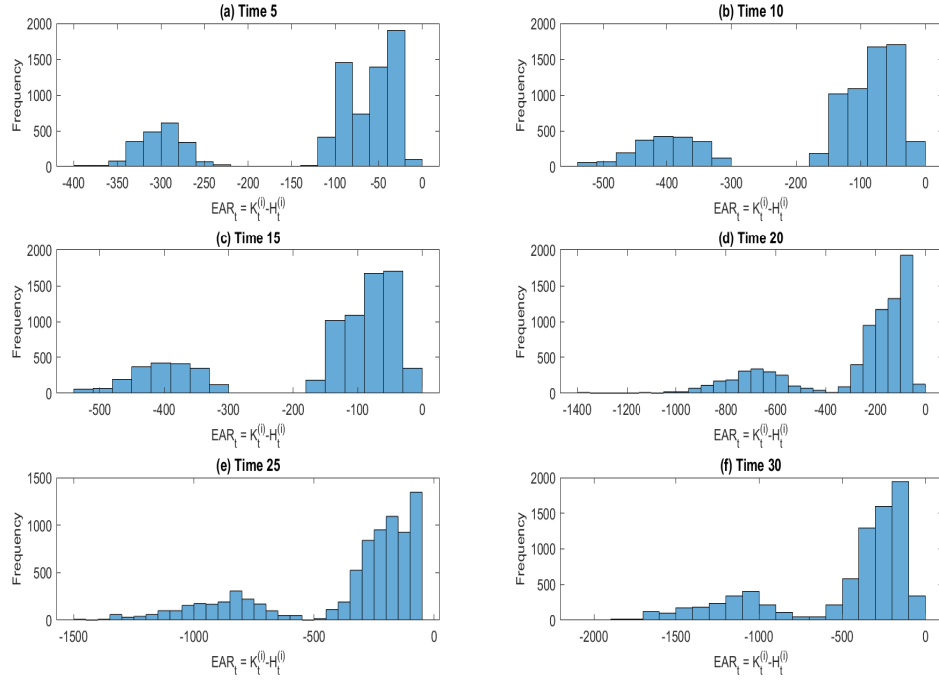 (a) Time 5
2000
1500
1000
500
0
Frequency
-400 -350 -300 -250 -200 -150 -100 -50 0
EAR_t = K_t^(i)-H_t^(i)
(b) Time 10
2000
1500
1000
500
0
Frequency
-500 -400 -300 -200 -100 0
EAR_t = K_t^(i)-H_t^(i)
(c) Time 15
2000
1500
1000
500
0
Frequency
-500 -400 -300 -200 -100 0
EAR_t = K_t^(i)-H_t^(i)
(d) Time 20
2000
1500
1000
500
0
Frequency
-1400 -1200 -1000 -800 -600 -400 -200 0
EAR_t = K_t^(i)-H_t^(i)
(e) Time 25
1500
1000
500
0
Frequency
-1500 -1000 -500 0
EAR_t = K_t^(i)-H_t^(i)
(f) Time 30
2000
1500
1000
500
0
Frequency
-2000 -1500 -1000 -500 0
EAR_t = K_t^(i)-H_t^(i)